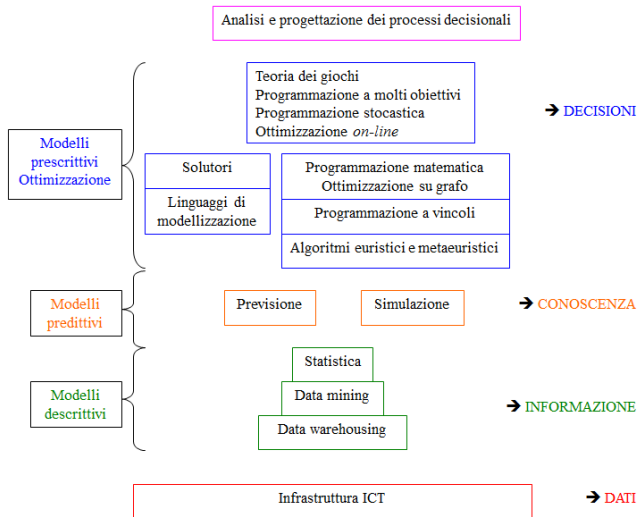 Analisi e progettazione dei processi decisionali
Teoria dei giochi
Programmazione a molti obiettivi
Programmazione stocastica
Ottimizzazione on-line
➔ DECISIONI
Modelli
prescrittivi
Ottimizzazione
Solutori
Linguaggi di
modellizzazione
Programmazione matematica
Ottimizzazione su grafo
Programmazione a vincoli
Algoritmi euristici e metaeuristici
Modelli
predittivi
Previsione
Simulazione
➔ CONOSCENZA
Modelli
descrittivi
Statistica
Data mining
Data warehousing
➔ INFORMAZIONE
Infrastruttura ICT
➔ DATI